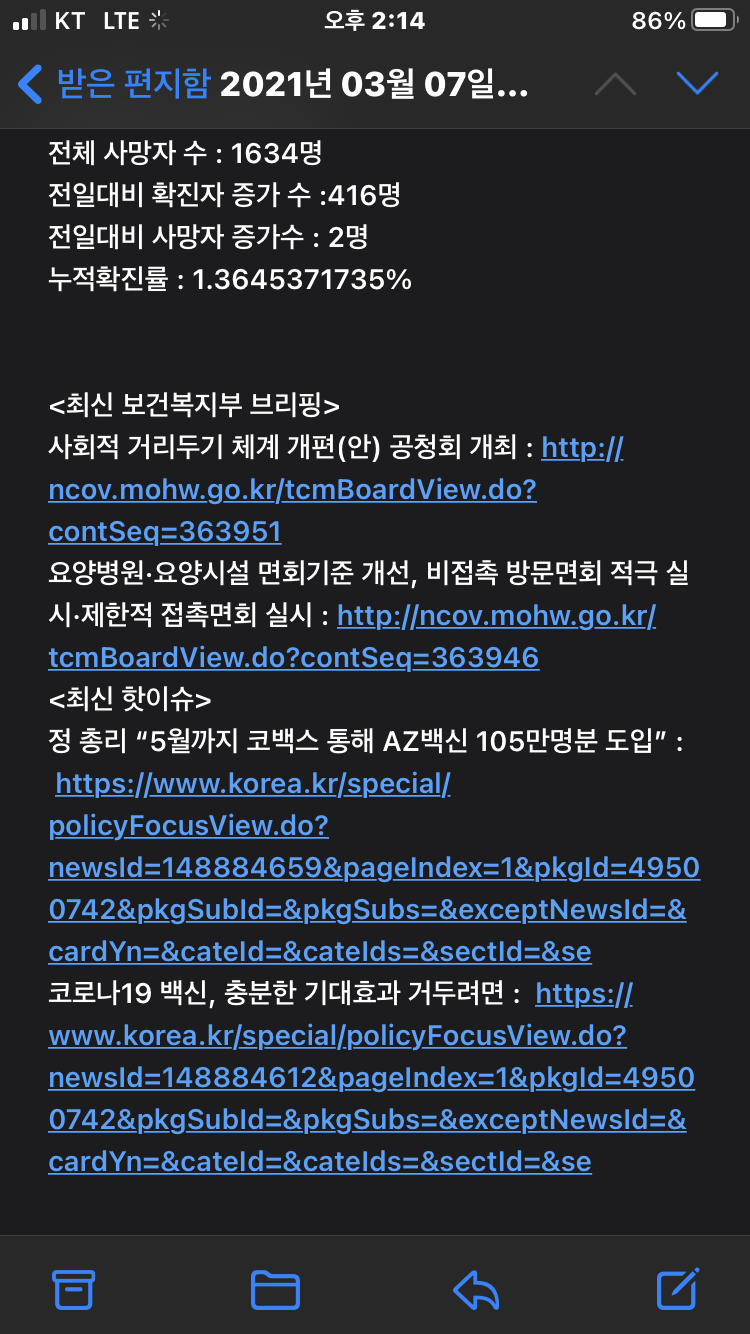 KT LTE 오후 2:14 86%
받은 편지함 2021년 03월 07일...
전체 사망자 수 : 1634명
전일대비 확진자 증가 수 :416명
전일대비 사망자 증가수 : 2명
누적확진률 : 1.3645371735%
<최신 보건복지부 브리핑>
사회적 거리두기 체계 개편(안) 공청회 개최 : http://
ncov.mohw.go.kr/tcmBoardView.do?
contSeq=363951
요양병원·요양시설 면회기준 개선, 비접촉 방문면회 적극 실
시·제한적 접촉면회 실시 : http://ncov.mohw.go.kr/
tcmBoardView.do?contSeq=363946
<최신 핫이슈>
정 총리 “5월까지 코백스 통해 AZ백신 105만명분 도입” :
https://www.korea.kr/special/
policyFocusView.do?
newsId=148884659&pageIndex=1&pkgId=4950
0742&pkgSubId=&pkgSubs=&exceptNewsId=&
cardYn=&cateId=&cateIds=&sectId=&se
코로나19 백신, 충분한 기대효과 거두려면 : https://
www.korea.kr/special/policyFocusView.do?
newsId=148884612&pageIndex=1&pkgId=4950
0742&pkgSubId=&pkgSubs=&exceptNewsId=&
cardYn=&cateId=&cateIds=&sectId=&se